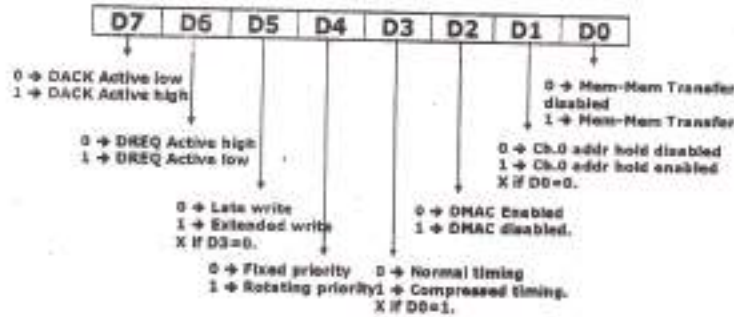 D7 D6 D5 D4 D3 D2 D1 D0
0 → DACK Active low
1 → DACK Active high
0 → Mem-Mem Transfer
disabled
1 → Mem-Mem Transfer
0 → DREQ Active high
1 → DREQ Active low
0 → Ch.0 addr hold disabled
1 → Ch.0 addr hold enabled
X if D0=0.
0 → Late write
1 → Extended write
X if D3=0.
0 → DMAC Enabled
1 → DMAC disabled.
0 → Fixed priority
1 → Rotating priority
0 → Normal timing
1 → Compressed timing.
X if D0=1.